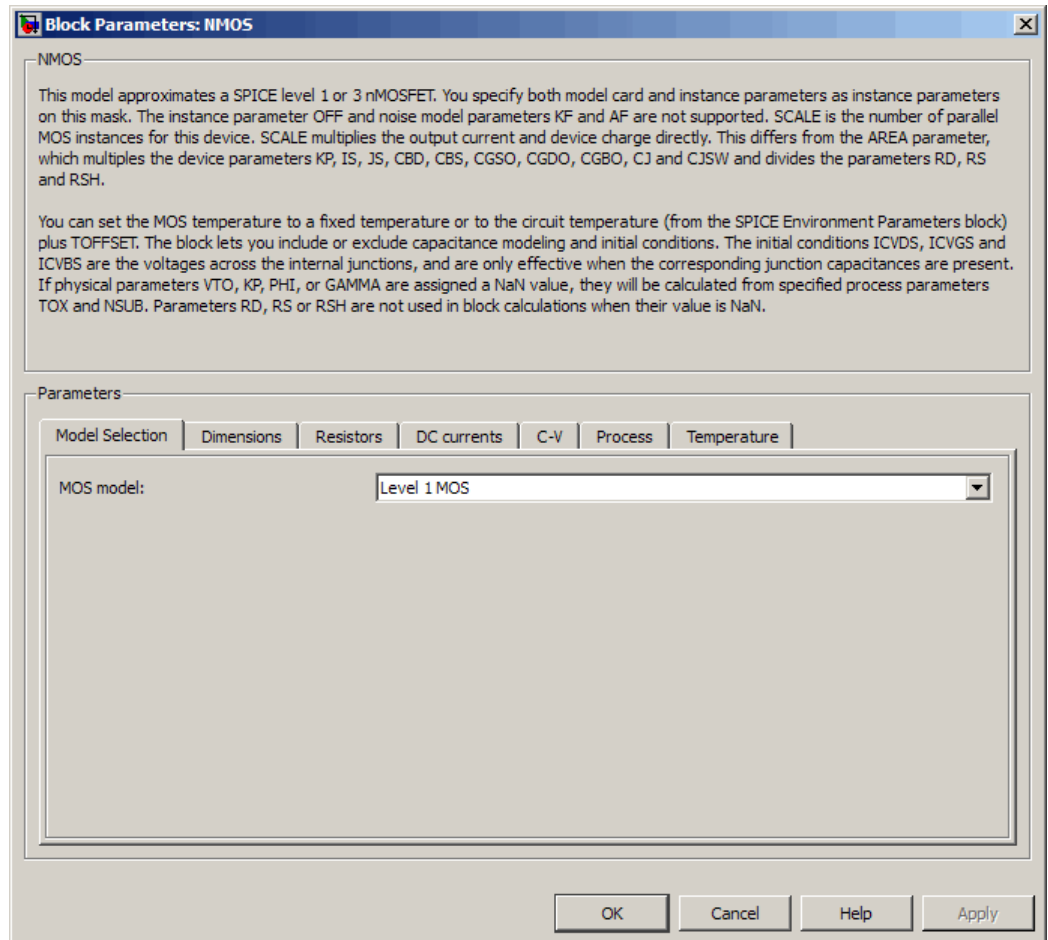 Block Parameters: NMOS
NMOS
This model approximates a SPICE level 1 or 3 nMOSFET. You specify both model card and instance parameters as instance parameters
on this mask. The instance parameter OFF and noise model parameters KF and AF are not supported. SCALE is the number of parallel
MOS instances for this device. SCALE multiplies the output current and device charge directly. This differs from the AREA parameter,
which multiples the device parameters KP, IS, JS, CBD, CBS, CGSO, CGDO, CGBO, CJ and CJSW and divides the parameters RD, RS
and RSH.
You can set the MOS temperature to a fixed temperature or to the circuit temperature (from the SPICE Environment Parameters block)
plus TOFFSET. The block lets you include or exclude capacitance modeling and initial conditions. The initial conditions ICVDS, ICVGS and
ICVBS are the voltages across the internal junctions, and are only effective when the corresponding junction capacitances are present.
If physical parameters VTO, KP, PHI, or GAMMA are assigned a NaN value, they will be calculated from specified process parameters
TOX and NSUB. Parameters RD, RS or RSH are not used in block calculations when their value is NaN.
Parameters
Model Selection Dimensions Resistors DC currents C-V Process Temperature
MOS model: Level 1 MOS
OK Cancel Help Apply